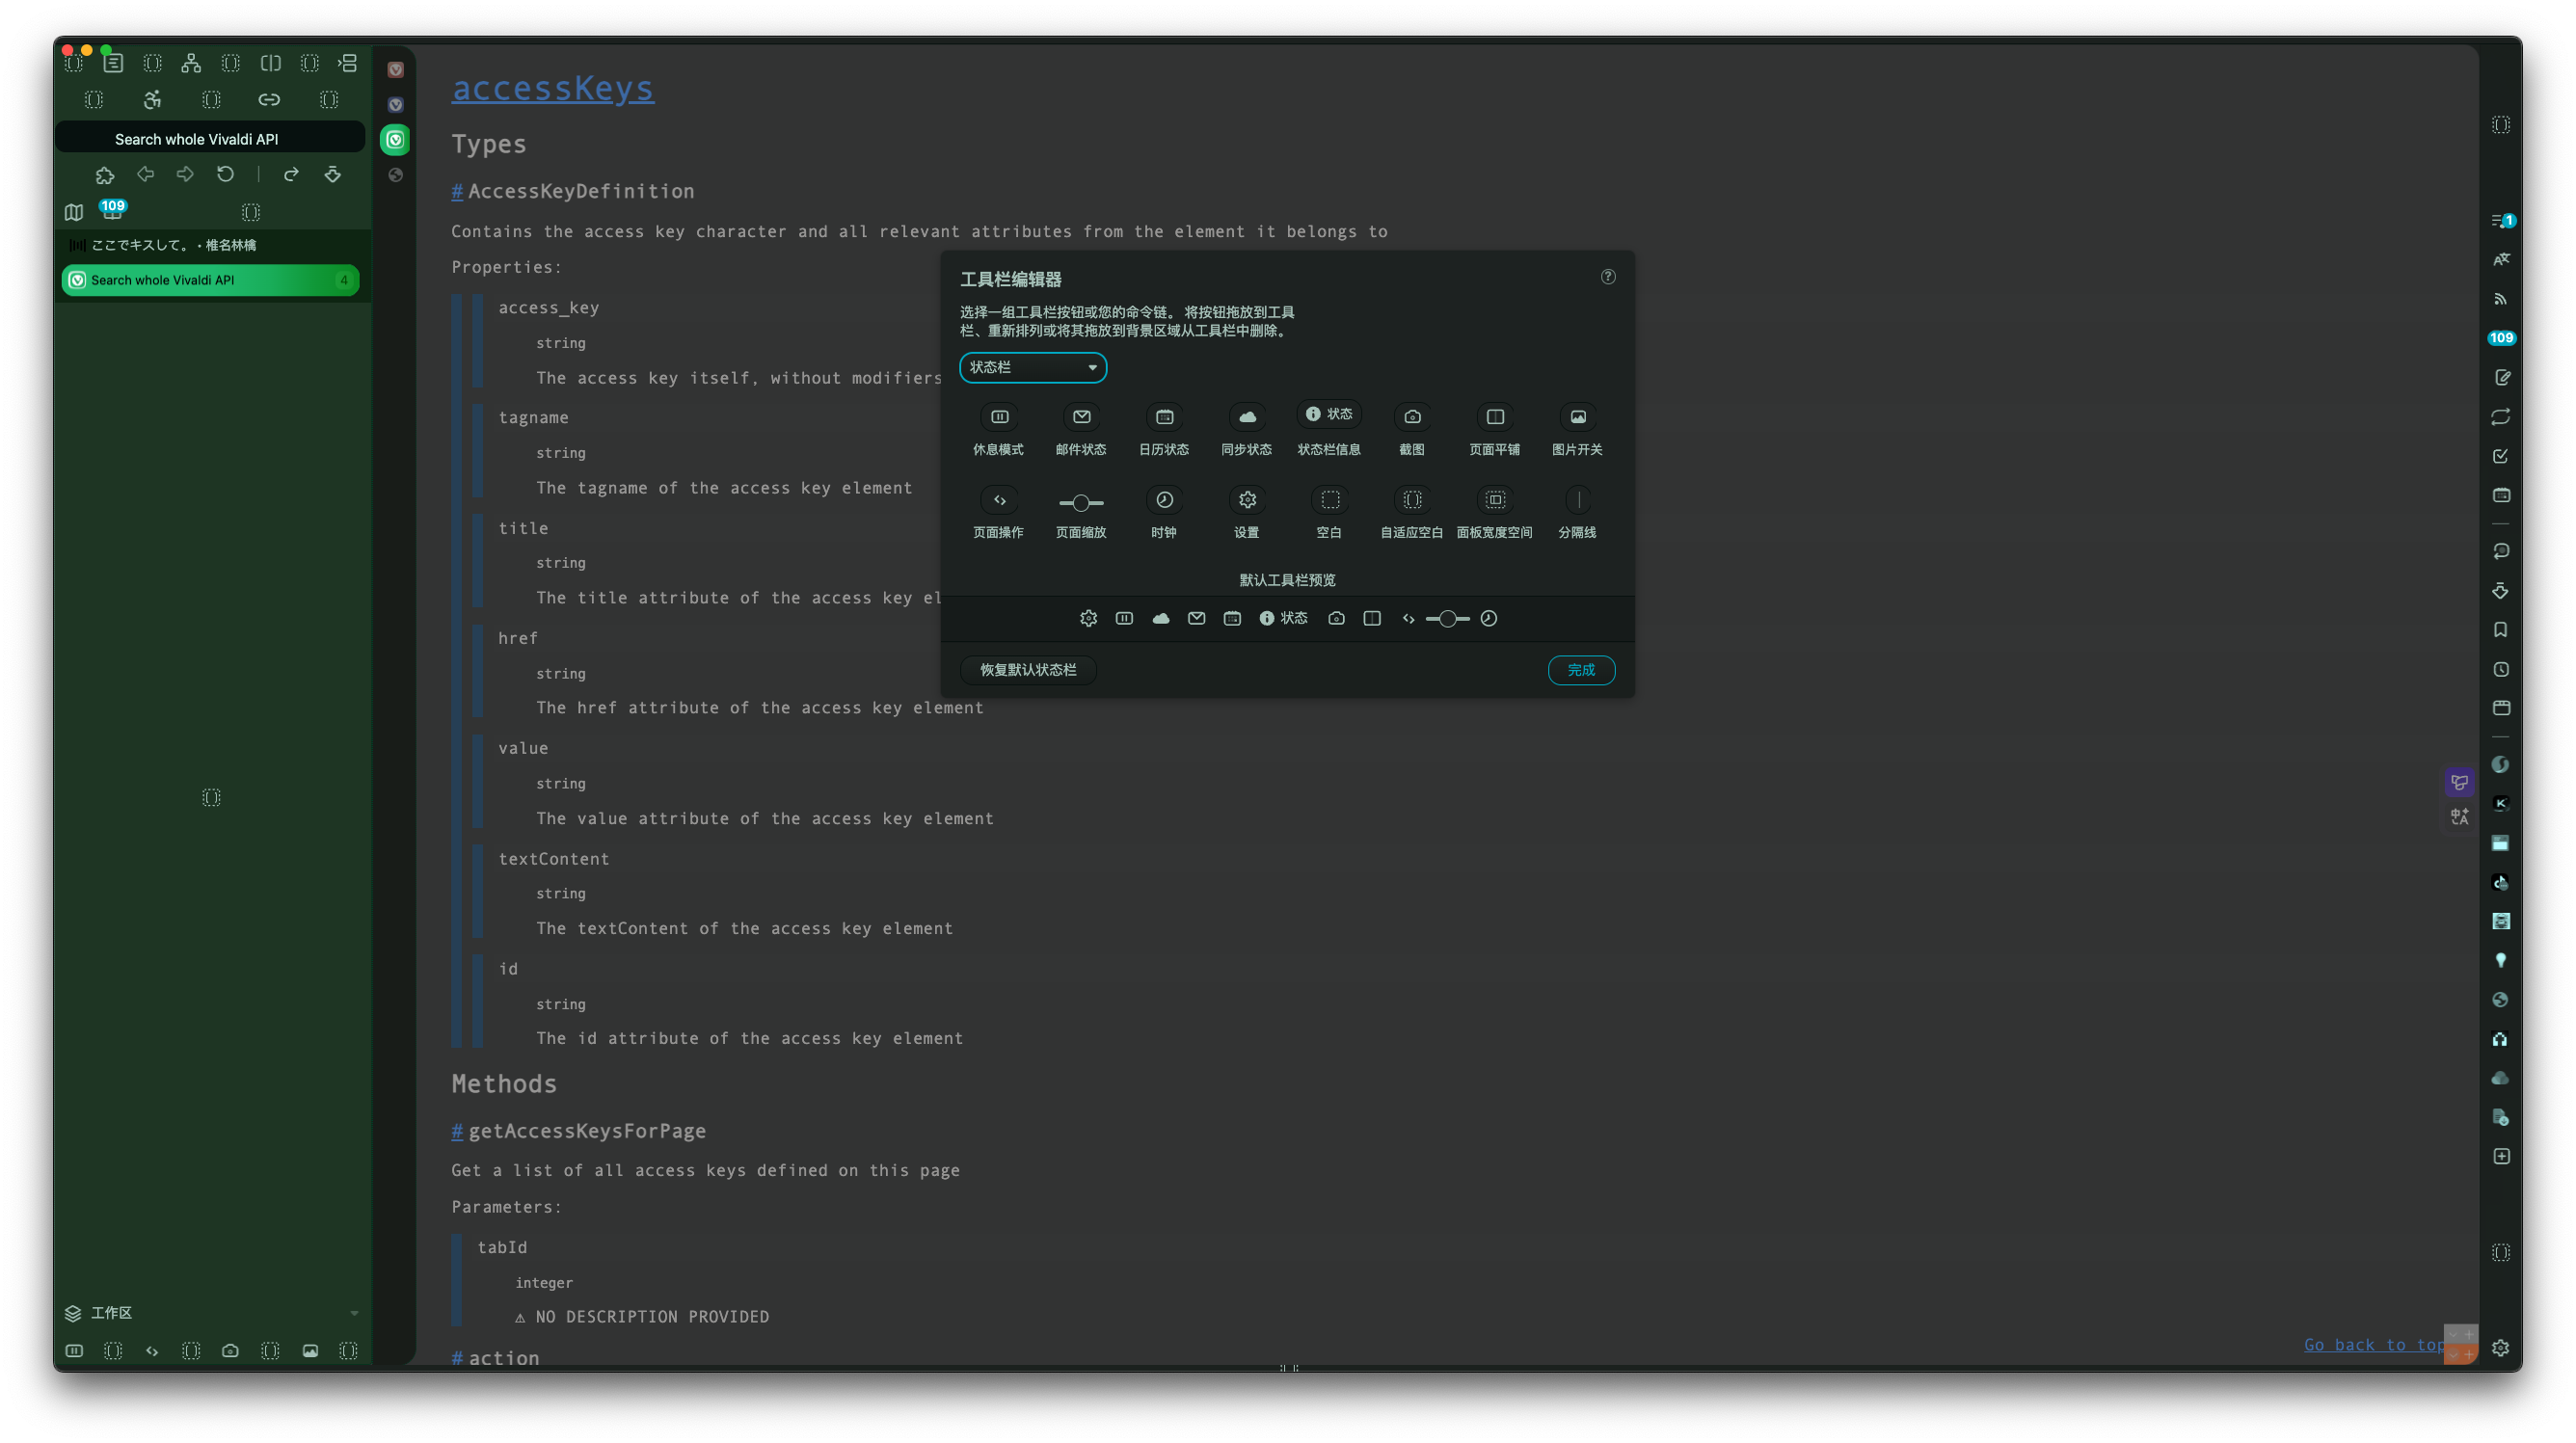 Search whole Vivaldi API
109
ここでキスして。 • 椎名林檎
Search whole Vivaldi API
4
工作区
accessKeys
Types
# AccessKeyDefinition
Contains the access key character and all relevant attributes from the element it belongs to
Properties:
access_key
string
The access key itself, without modifiers
tagname
string
The tagname of the access key element
title
string
The title attribute of the access key el
href
string
The href attribute of the access key element
value
string
The value attribute of the access key element
textContent
string
The textContent of the access key element
id
string
The id attribute of the access key element
Methods
# getAccessKeysForPage
Get a list of all access keys defined on this page
Parameters:
tabId
integer
⚠ NO DESCRIPTION PROVIDED
# action
Go back to top
工具栏编辑器
选择一组工具栏按钮或您的命令链。 将按钮拖放到工具
栏、重新排列或将其拖放到背景区域从工具栏中删除。
状态栏
状态
休息模式 邮件状态 日历状态 同步状态 状态栏信息 截图 页面平铺 图片开关
页面操作 页面缩放 时钟 设置 空白 自适应空白 面板宽度空间 分隔线
默认工具栏预览
状态
恢复默认状态栏
完成
1
109